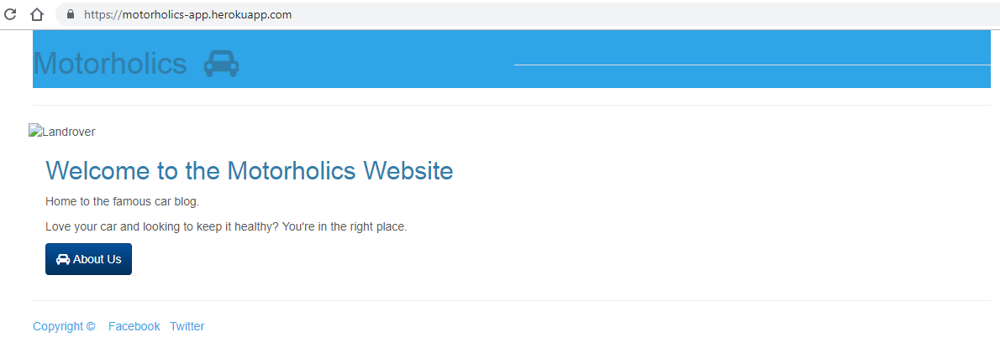 https://motorholics-app.herokuapp.com
Motorholics
Landrover
Welcome to the Motorholics Website
Home to the famous car blog.
Love your car and looking to keep it healthy? You're in the right place.
About Us
Copyright © Facebook Twitter